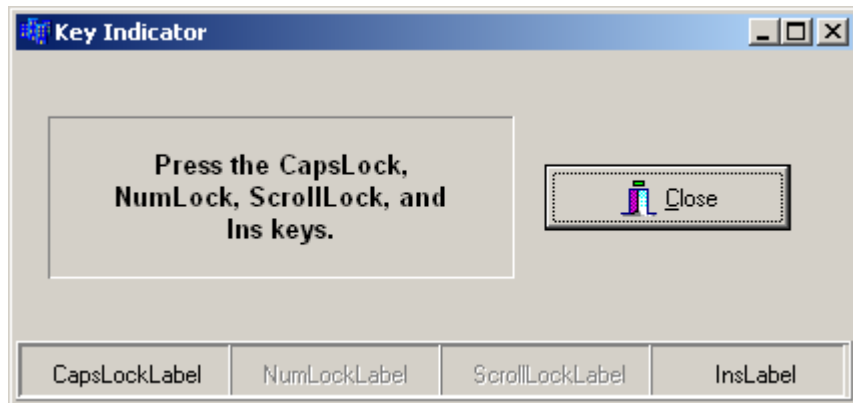 Key Indicator
Press the CapsLock,
NumLock, ScrollLock, and
Ins keys.
Close
CapsLockLabel NumLockLabel ScrollLockLabel InsLabel